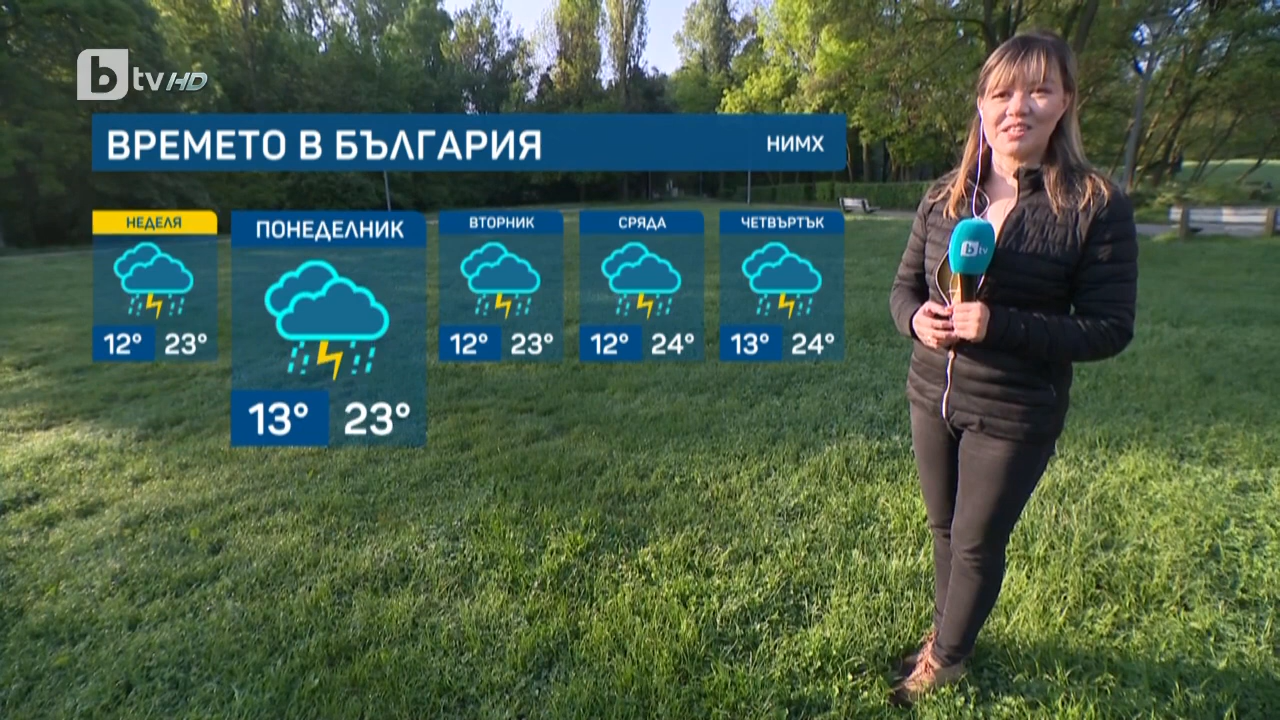 btv HD
ВРЕМЕТО В БЪЛГАРИЯ
НИМХ
НЕДЕЛЯ
12° 23°
ПОНЕДЕЛНИК
13° 23°
ВТОРНИК
12° 23°
СРЯДА
12° 24°
ЧЕТВЪРТЪК
13° 24°
btv